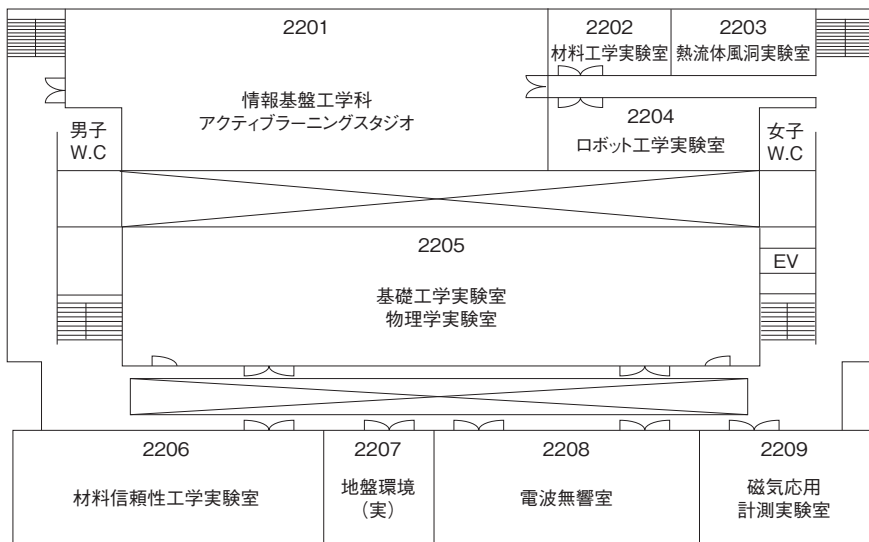 2201
情報基盤工学科
アクティブラーニングスタジオ
2202
材料工学実験室
2203
熱流体風洞実験室
2204
ロボット工学実験室
男子
W.C
女子
W.C
2205
基礎工学実験室
物理学実験室
EV
2206
材料信頼性工学実験室
2207
地盤環境
(実)
2208
電波無響室
2209
磁気応用
計測実験室